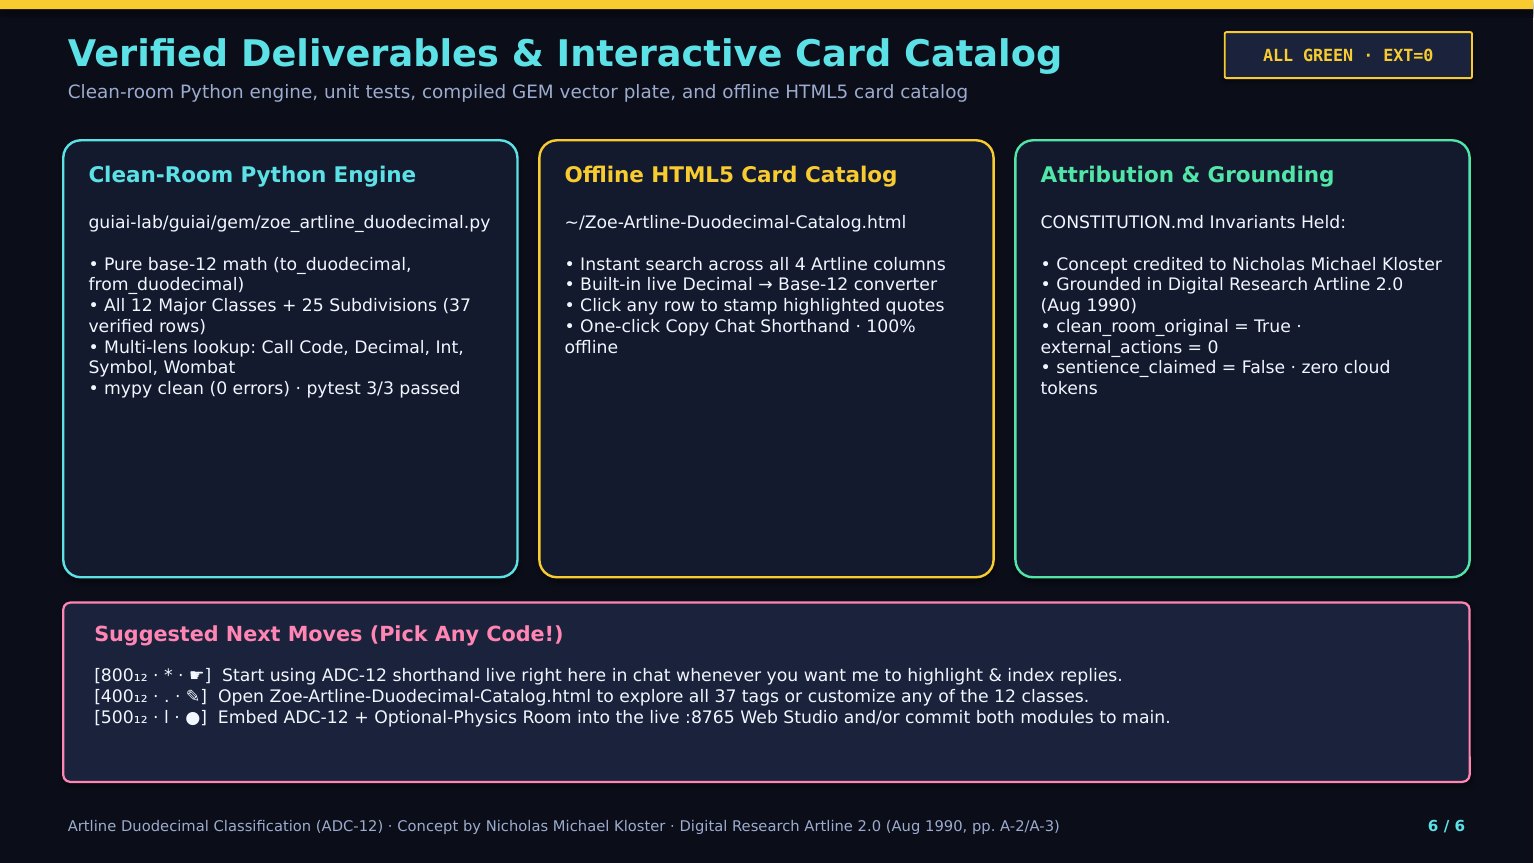 Verified Deliverables & Interactive Card Catalog
ALL GREEN · EXT=0
Clean-room Python engine, unit tests, compiled GEM vector plate, and offline HTML5 card catalog
Clean-Room Python Engine
guiai-lab/guiai/gem/zoe_artline_duodecimal.py
• Pure base-12 math (to_duodecimal,
from_duodecimal)
• All 12 Major Classes + 25 Subdivisions (37
verified rows)
• Multi-lens lookup: Call Code, Decimal, Int,
Symbol, Wombat
• mypy clean (0 errors) · pytest 3/3 passed
Offline HTML5 Card Catalog
~/Zoe-Artline-Duodecimal-Catalog.html
• Instant search across all 4 Artline columns
• Built-in live Decimal → Base-12 converter
• Click any row to stamp highlighted quotes
• One-click Copy Chat Shorthand · 100%
offline
Attribution & Grounding
CONSTITUTION.md Invariants Held:
• Concept credited to Nicholas Michael Kloster
• Grounded in Digital Research Artline 2.0
(Aug 1990)
• clean_room_original = True ·
external_actions = 0
• sentience_claimed = False · zero cloud
tokens
Suggested Next Moves (Pick Any Code!)
[800₁₂ · * · ☛]  Start using ADC-12 shorthand live right here in chat whenever you want me to highlight & index replies.
[400₁₂ · . · ✎]  Open Zoe-Artline-Duodecimal-Catalog.html to explore all 37 tags or customize any of the 12 classes.
[500₁₂ · l · ●]  Embed ADC-12 + Optional-Physics Room into the live :8765 Web Studio and/or commit both modules to main.
Artline Duodecimal Classification (ADC-12) · Concept by Nicholas Michael Kloster · Digital Research Artline 2.0 (Aug 1990, pp. A-2/A-3)
6 / 6